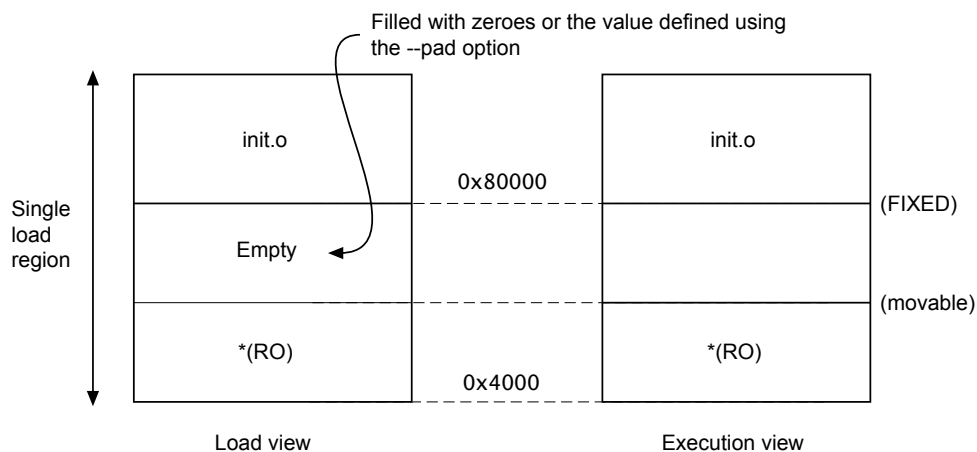 Filled with zeroes or the value defined using
the --pad option
init.o
init.o
0x80000
(FIXED)
Single
load
region
Empty
(movable)
*(RO)
*(RO)
0x4000
Load view
Execution view